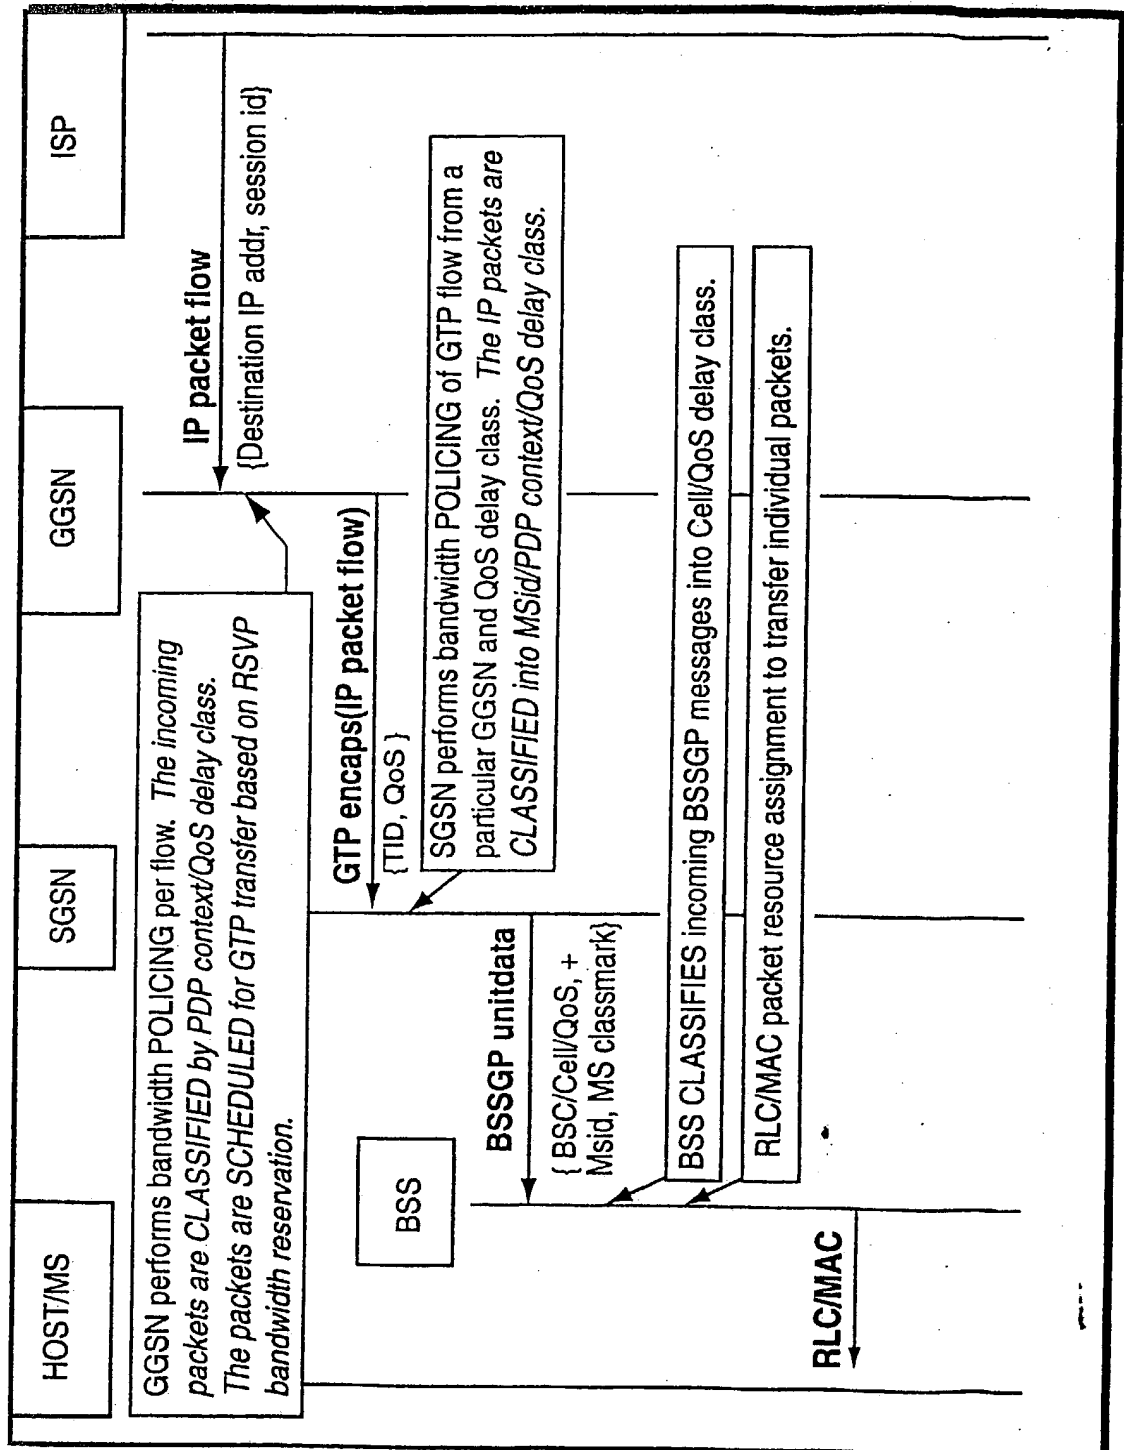 HOST/MS
SGSN
GGSN
ISP
GGSN performs bandwidth POLICING per flow. The incoming
packets are CLASSIFIED by PDP context/QoS delay class.
The packets are SCHEDULED for GTP transfer based on RSVP
bandwidth reservation.
IP packet flow
{Destination IP addr, session id}
GTP encaps(IP packet flow)
{TID, QoS }
BSS
SGSN performs bandwidth POLICING of GTP flow from a
particular GGSN and QoS delay class. The IP packets are
CLASSIFIED into MSid/PDP context/QoS delay class.
BSSGP unitdata
{ BSC/Cell/QoS, +
Msid, MS classmark}
BSS CLASSIFIES incoming BSSGP messages into Cell/QoS delay class.
RLC/MAC packet resource assignment to transfer individual packets.
RLC/MAC